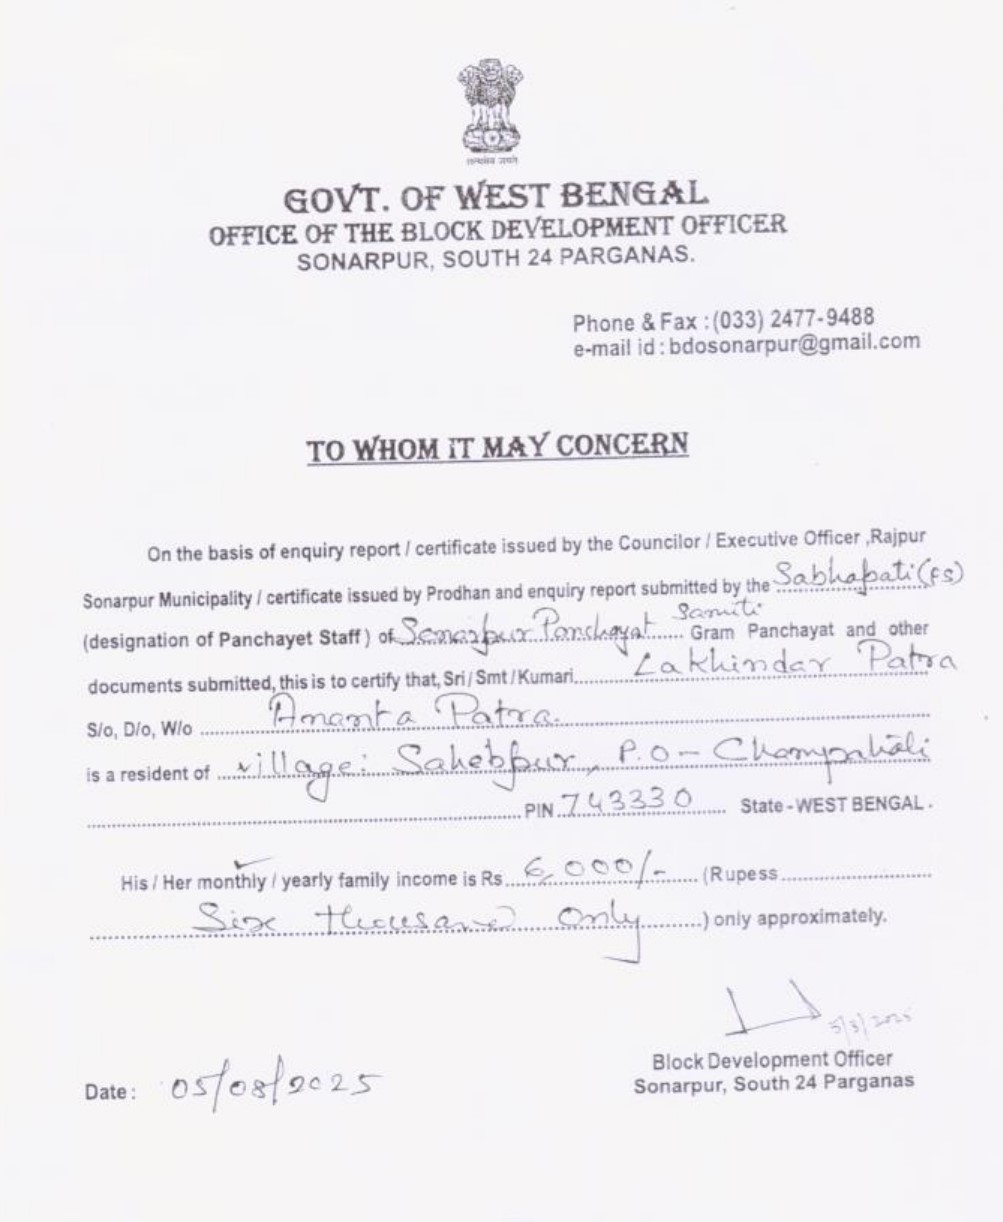 सत्यमेव जयते
GOVT. OF WEST BENGAL
OFFICE OF THE BLOCK DEVELOPMENT OFFICER
SONARPUR, SOUTH 24 PARGANAS.
Phone & Fax : (033) 2477-9488
e-mail id : bdosonarpur@gmail.com
TO WHOM IT MAY CONCERN
On the basis of enquiry report / certificate issued by the Councilor / Executive Officer ,Rajpur
Sonarpur Municipality / certificate issued by Prodhan and enquiry report submitted by the Sabhapati (FS)
(designation of Panchayet Staff) of Sonarpur Panchayat Samiti Gram Panchayat and other
documents submitted, this is to certify that, Sri / Smt / Kumari Lakhindar Patra
S/o, D/o, W/o Ananta Patra.
is a resident of village: Sahebpur, P.O - Champahali
PIN 743330 State - WEST BENGAL .
His / Her monthly / yearly family income is Rs 6,000/- (Rupess
Six thousand only ) only approximately.
Block Development Officer
Sonarpur, South 24 Parganas
Date : 05/08/2025